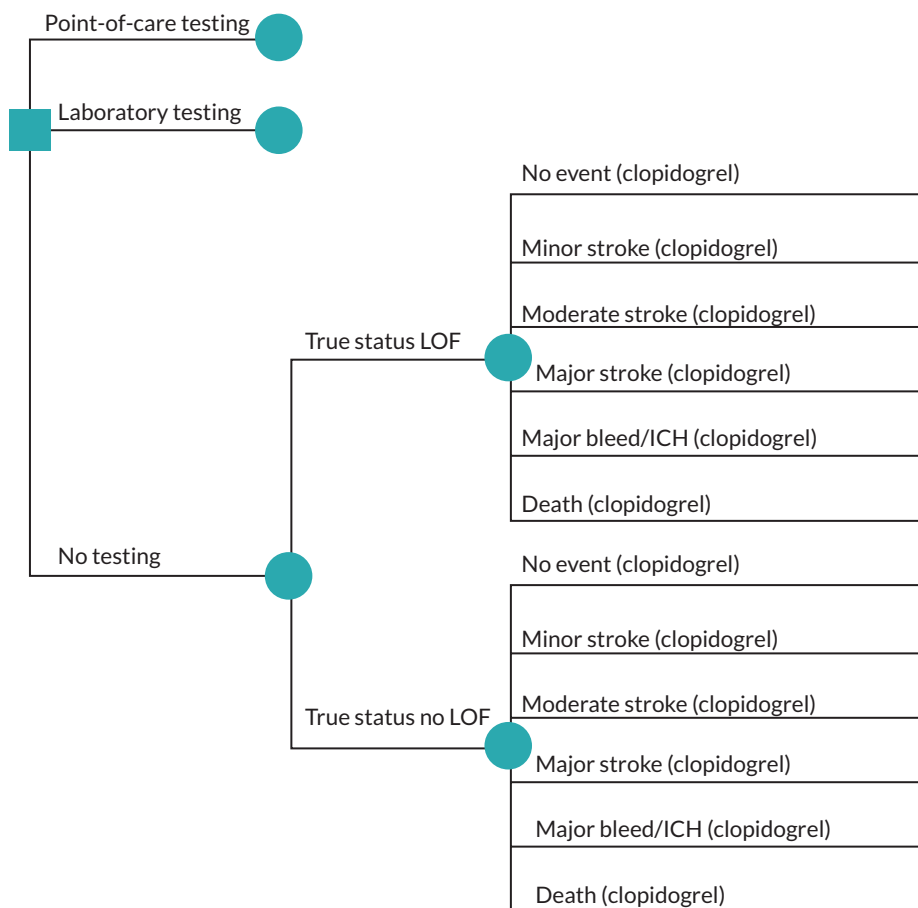 Point-of-care testing
Laboratory testing
No event (clopidogrel)
Minor stroke (clopidogrel)
Moderate stroke (clopidogrel)
True status LOF
Major stroke (clopidogrel)
Major bleed/ICH (clopidogrel)
Death (clopidogrel)
No testing
No event (clopidogrel)
Minor stroke (clopidogrel)
Moderate stroke (clopidogrel)
True status no LOF
Major stroke (clopidogrel)
Major bleed/ICH (clopidogrel)
Death (clopidogrel)